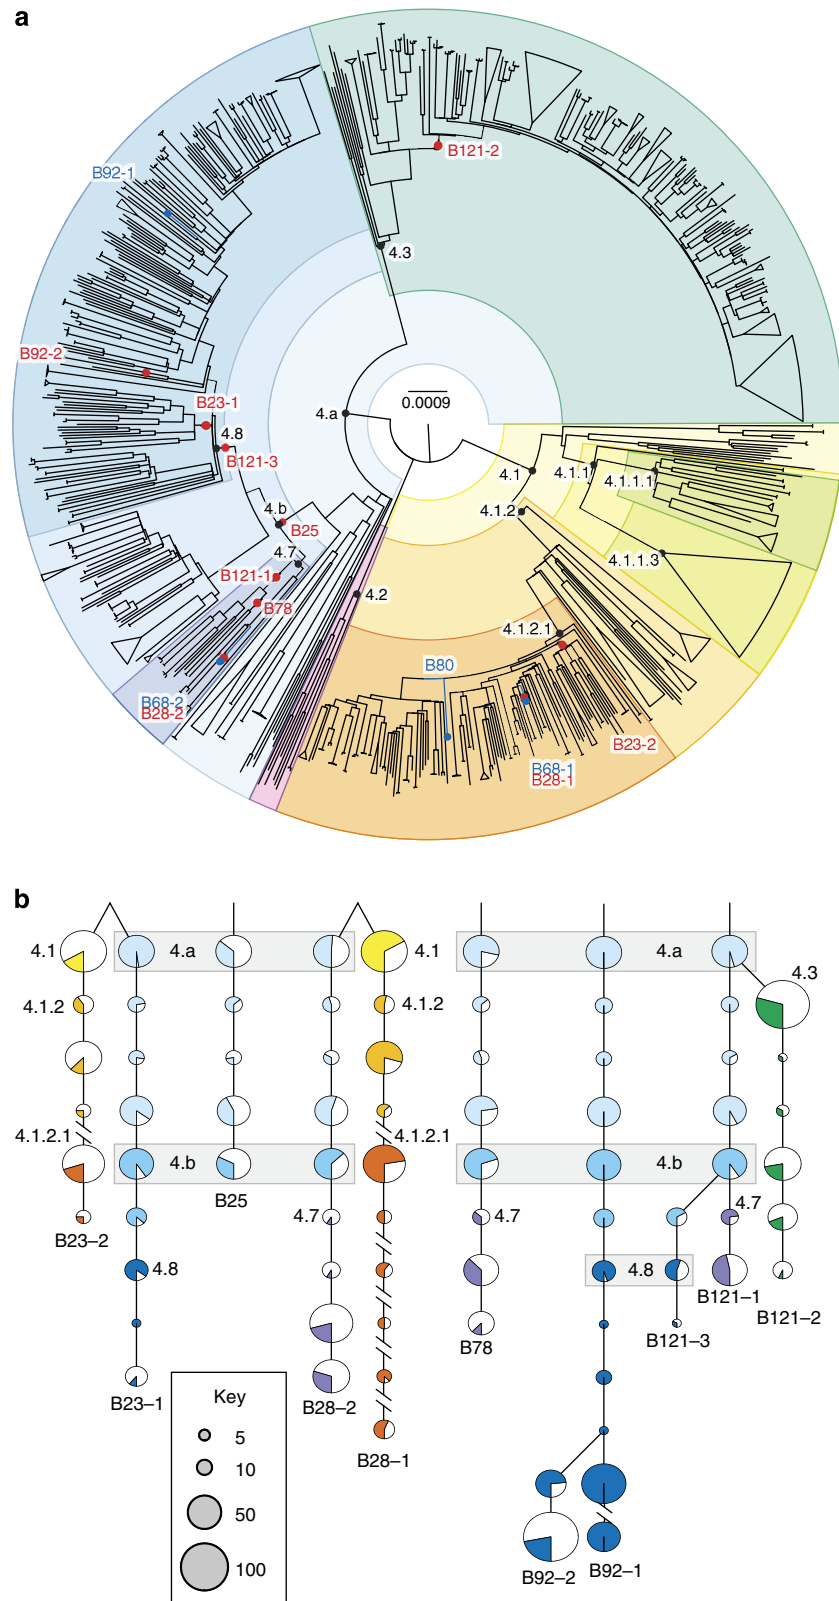 a
B121-2
B92-1
4.3
B92-2
0.0009
B23-1
4.a
4.8
B121-3
4.1
4.1.1
4.1.1.1
4.b
B25
4.1.2
4.7
4.1.1.3
B121-1
B78
4.2
4.1.2.1
B80
B68-2
B28-2
B23-2
B68-1
B28-1
b
4.1
4.a
4.1
4.a
4.3
4.1.2
4.1.2
4.1.2.1
4.1.2.1
4.b
4.b
B25
4.7
4.7
4.7
B23–2
4.8
4.8
B121–1
B121–2
B78
B121–3
B23–1
B28–2
Key
B28–1
5
10
50
100
B92–2
B92–1